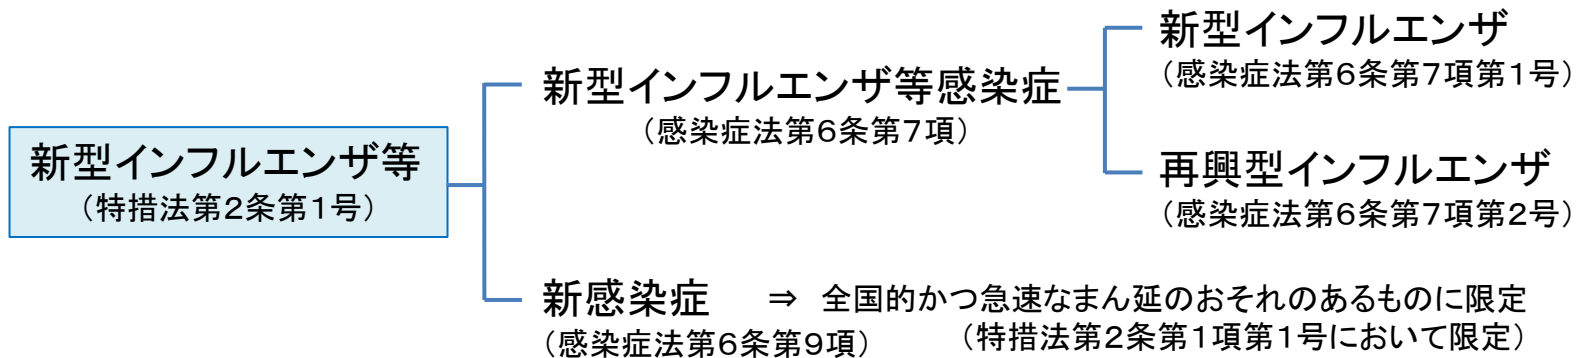 新型インフルエンザ等
（特措法第２条第１号）
新型インフルエンザ等感染症
（感染症法第６条第７項）
新型インフルエンザ
（感染症法第６条第７項第１号）
再興型インフルエンザ
（感染症法第６条第７項第２号）
新感染症　⇒　全国的かつ急速なまん延のおそれのあるものに限定
（感染症法第６条第９項）　（特措法第２条第１項第１号において限定）